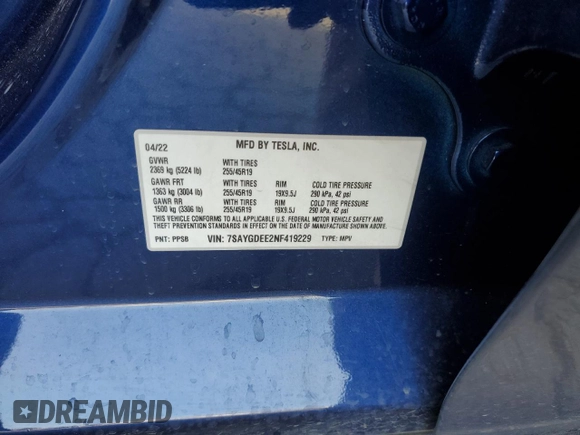 04/22 MFD BY TESLA, INC.
GVWR WITH TIRES
2369 kg (5224 lb) 255/45R19
GAWR FRT WITH TIRES RIM COLD TIRE PRESSURE
1363 kg (3004 lb) 255/45R19 19X9.5J 290 kPa, 42 psi
GAWR RR WITH TIRES RIM COLD TIRE PRESSURE
1500 kg (3306 lb) 255/45R19 19X9.5J 290 kPa, 42 psi
THIS VEHICLE CONFORMS TO ALL APPLICABLE U.S. FEDERAL MOTOR VEHICLE SAFETY AND
THEFT PREVENTION STANDARDS IN EFFECT ON THE DATE OF MANUFACTURE SHOWN ABOVE.
PNT: PPSB VIN: 7SAYGDEE2NF419229 TYPE: MPV
DREAMBID